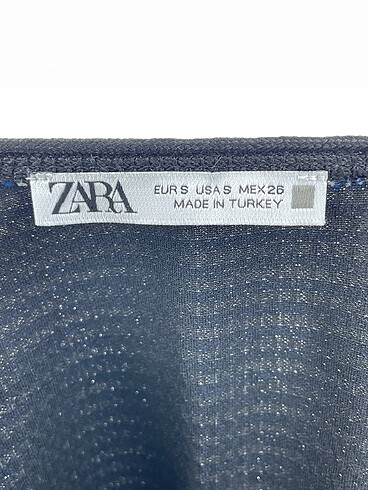 ZARA
EUR S USA S MEX 26
MADE IN TURKEY